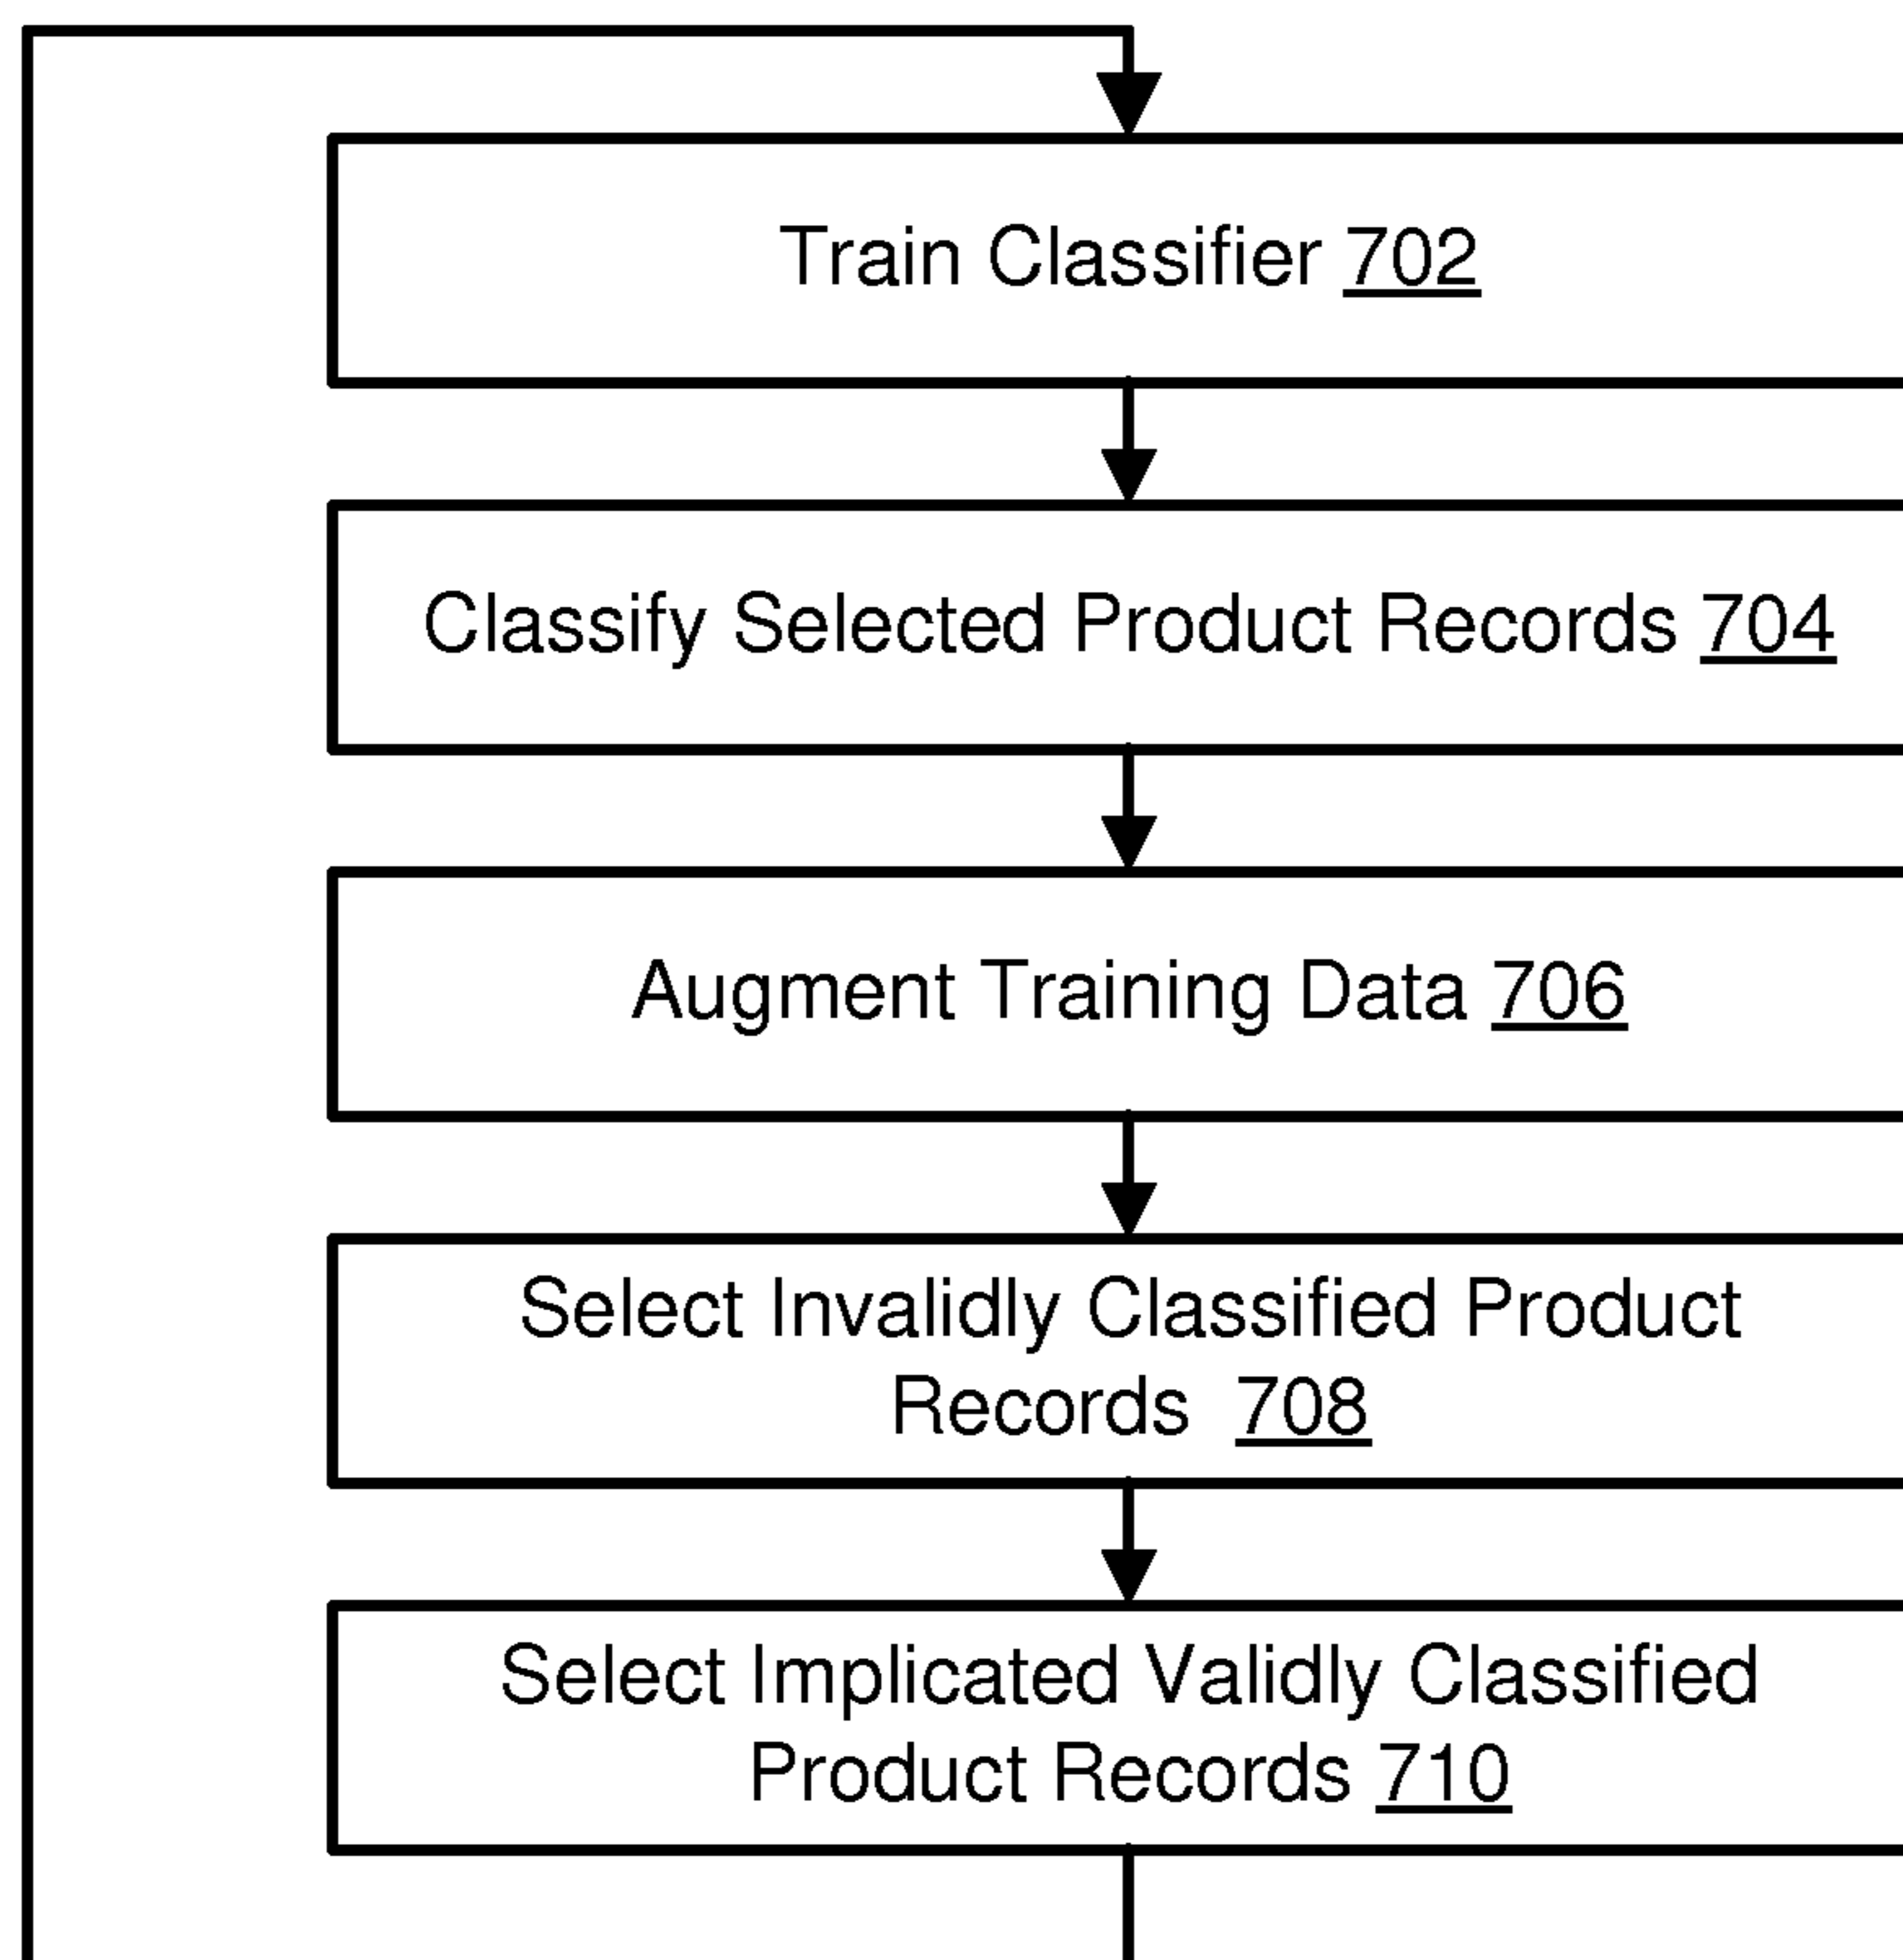 Train Classifier 702
Classify Selected Product Records 704
Augment Training Data 706
Select Invalidly Classified Product
Records 708
Select Implicated Validly Classified
Product Records 710